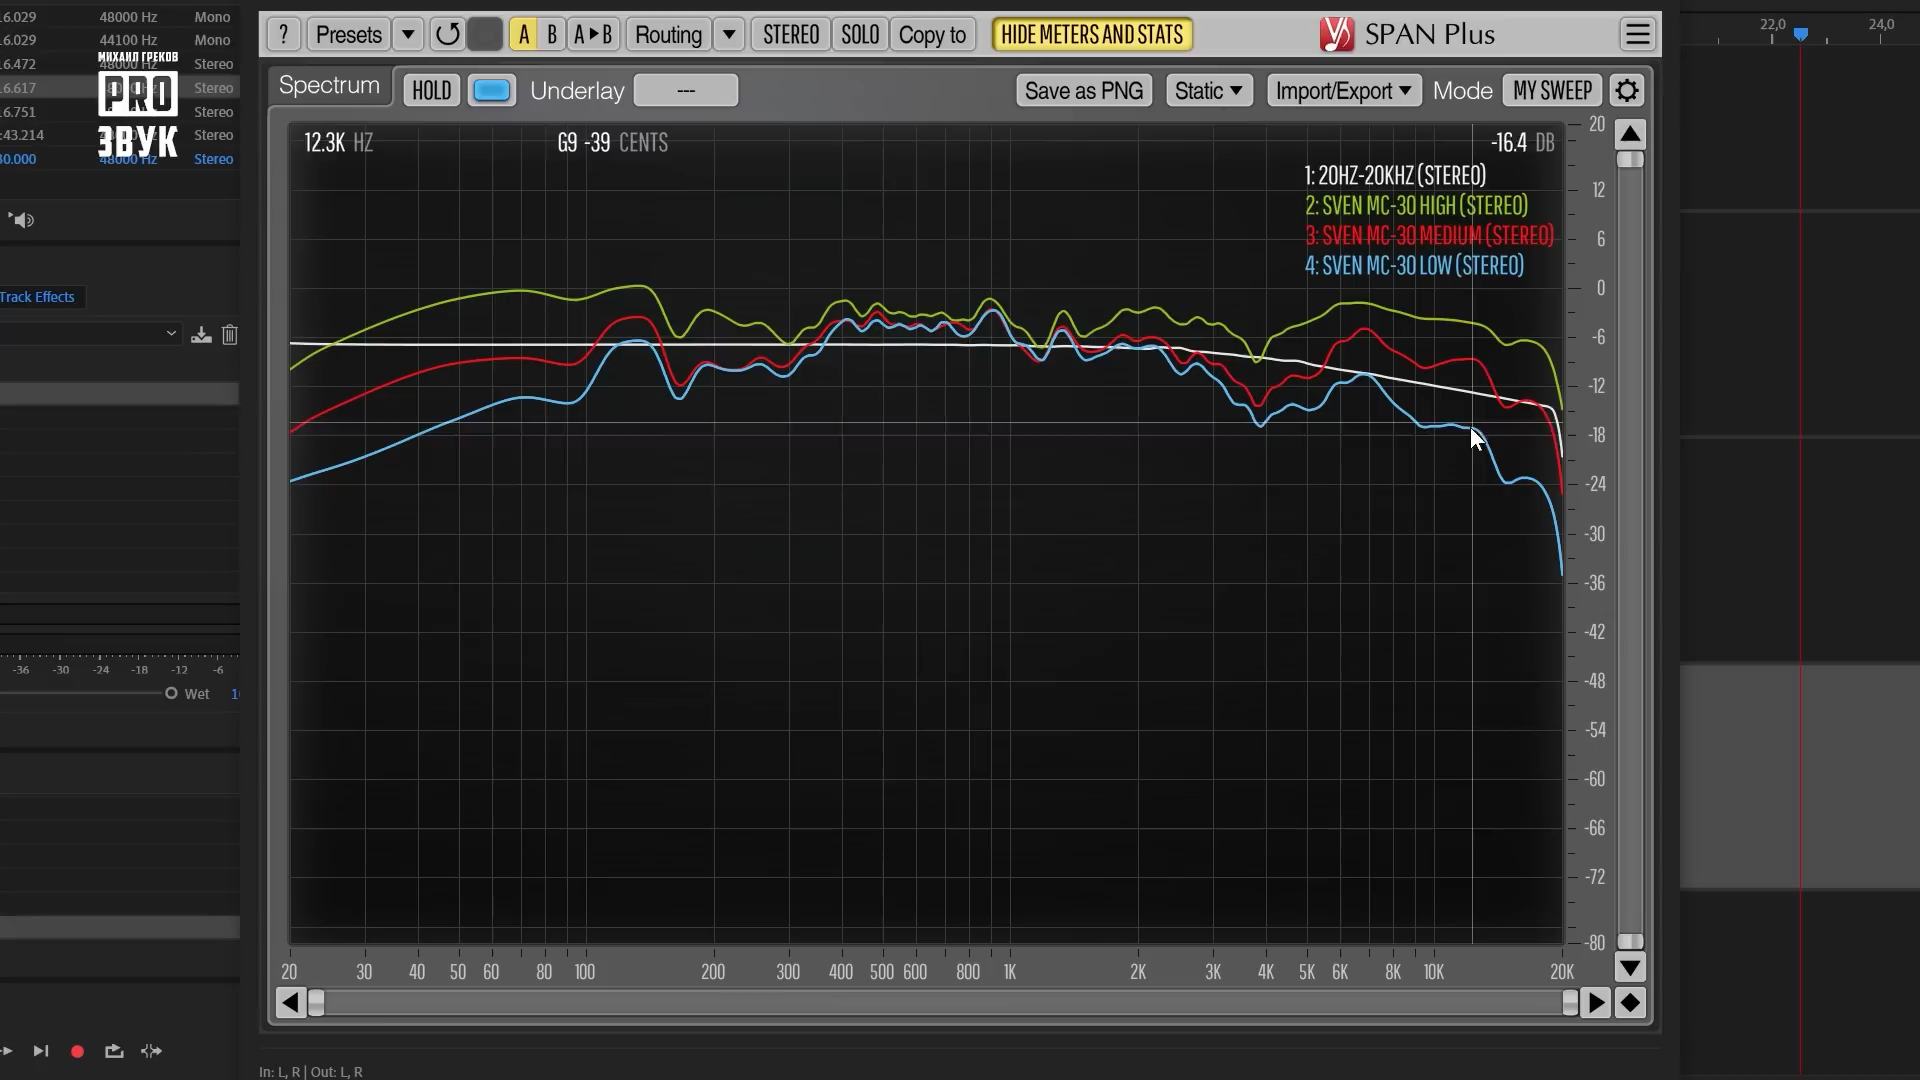 ? Presets A B A▸B Routing STEREO SOLO Copy to HIDE METERS AND STATS SPAN Plus
Spectrum HOLD Underlay --- Save as PNG Static Import/Export Mode MY SWEEP
12.3K HZ G9 -39 CENTS -16.4 DB
1: 20HZ-20KHZ (STEREO)
2: SVEN MC-30 HIGH (STEREO)
3: SVEN MC-30 MEDIUM (STEREO)
4: SVEN MC-30 LOW (STEREO)
20
12
6
0
-6
-12
-18
-24
-30
-36
-42
-48
-54
-60
-66
-72
-80
20 30 40 50 60 80 100 200 300 400 500 600 800 1K 2K 3K 4K 5K 6K 8K 10K 20K
In: L, R | Out: L, R
6.029 48000 Hz Mono
6.029 44100 Hz Mono
6.472 48000 Hz Stereo
6.617 Stereo
6.751 Stereo
:43.214 Stereo
30.000 48000 Hz Stereo
МИХАИЛ ГРЕКОВ
PRO
ЗВУК
Track Effects
-36 -30 -24 -18 -12 -6
Wet
22,0 24,0